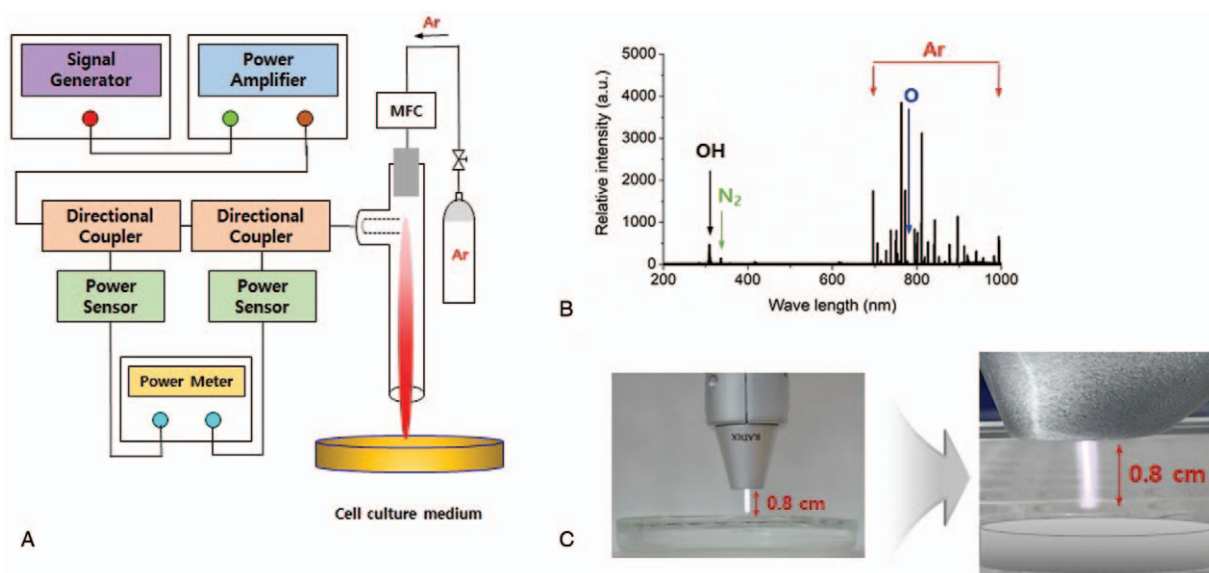 A
Signal
Generator
Power
Amplifier
Ar
MFC
Ar
Directional
Coupler
Directional
Coupler
Power
Sensor
Power
Sensor
Power Meter
Cell culture medium
B
Relative intensity (a.u.)
5000
4000
3000
2000
1000
0
200
400
600
800
1000
Wave length (nm)
OH
N₂
Ar
O
C
RADIX
0.8 cm
0.8 cm